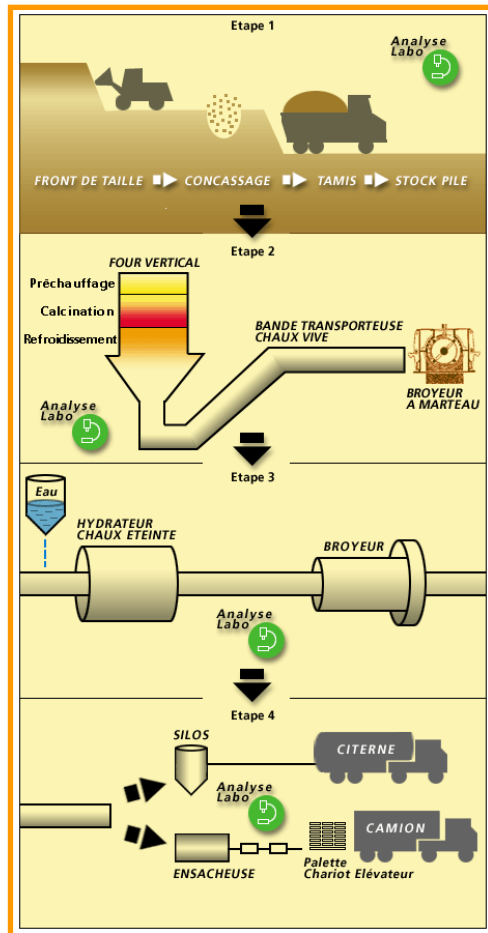 Etape 1
Analyse
Labo
FRONT DE TAILLE CONCASSAGE TAMIS STOCK PILE
Etape 2
FOUR VERTICAL
Préchauffage
Calcination
Refroidissement
BANDE TRANSPORTEUSE
CHAUX VIVE
BROYEUR
A MARTEAU
Analyse
Labo
Etape 3
Eau
HYDRATEUR
CHAUX ETEINTE
BROYEUR
Analyse
Labo
Etape 4
SILOS
CITERNE
Analyse
Labo
CAMION
ENSACHEUSE
Palette
Chariot Elévateur